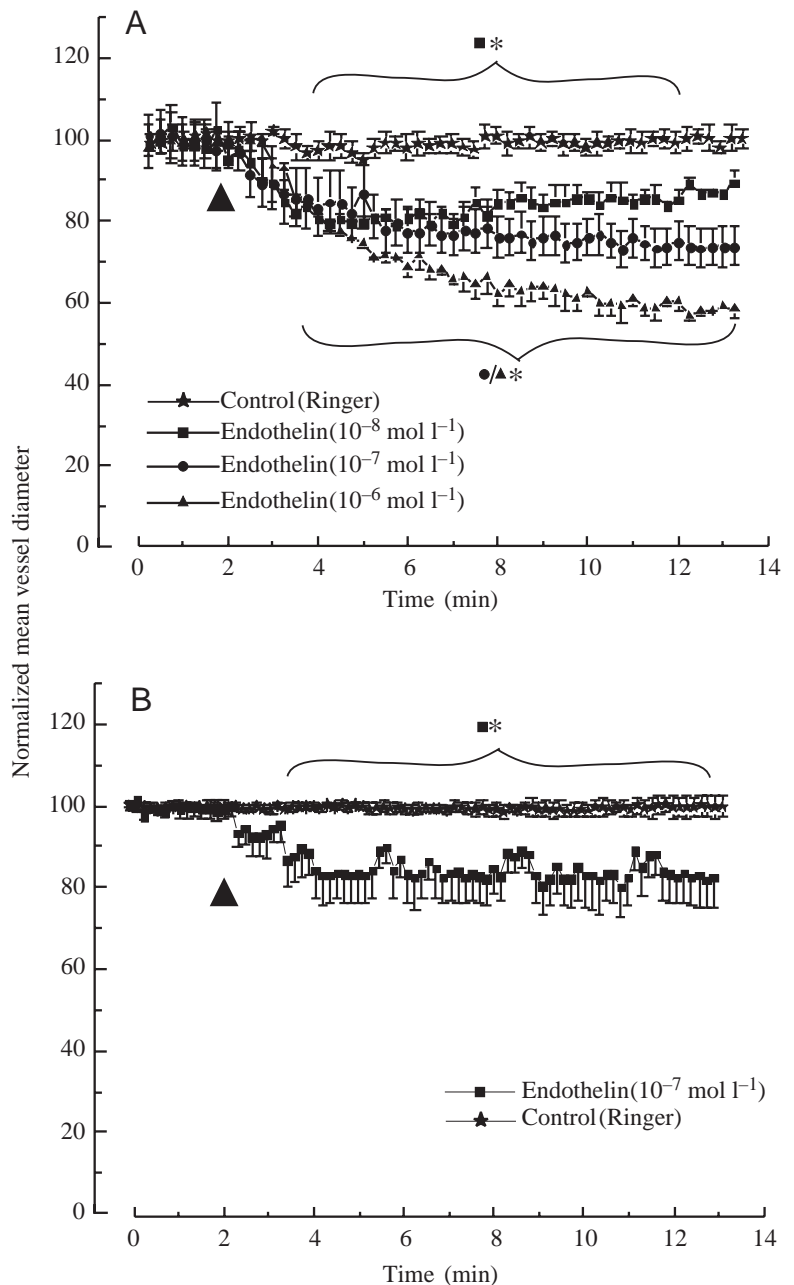 Normalized mean vessel diameter
A
120
100
80
60
40
20
0
■*
●/▲*
Control (Ringer)
Endothelin (10⁻⁸ mol l⁻¹)
Endothelin (10⁻⁷ mol l⁻¹)
Endothelin (10⁻⁶ mol l⁻¹)
0 2 4 6 8 10 12 14
Time (min)
B
120
100
80
60
40
20
0
■*
Endothelin (10⁻⁷ mol l⁻¹)
Control (Ringer)
0 2 4 6 8 10 12 14
Time (min)